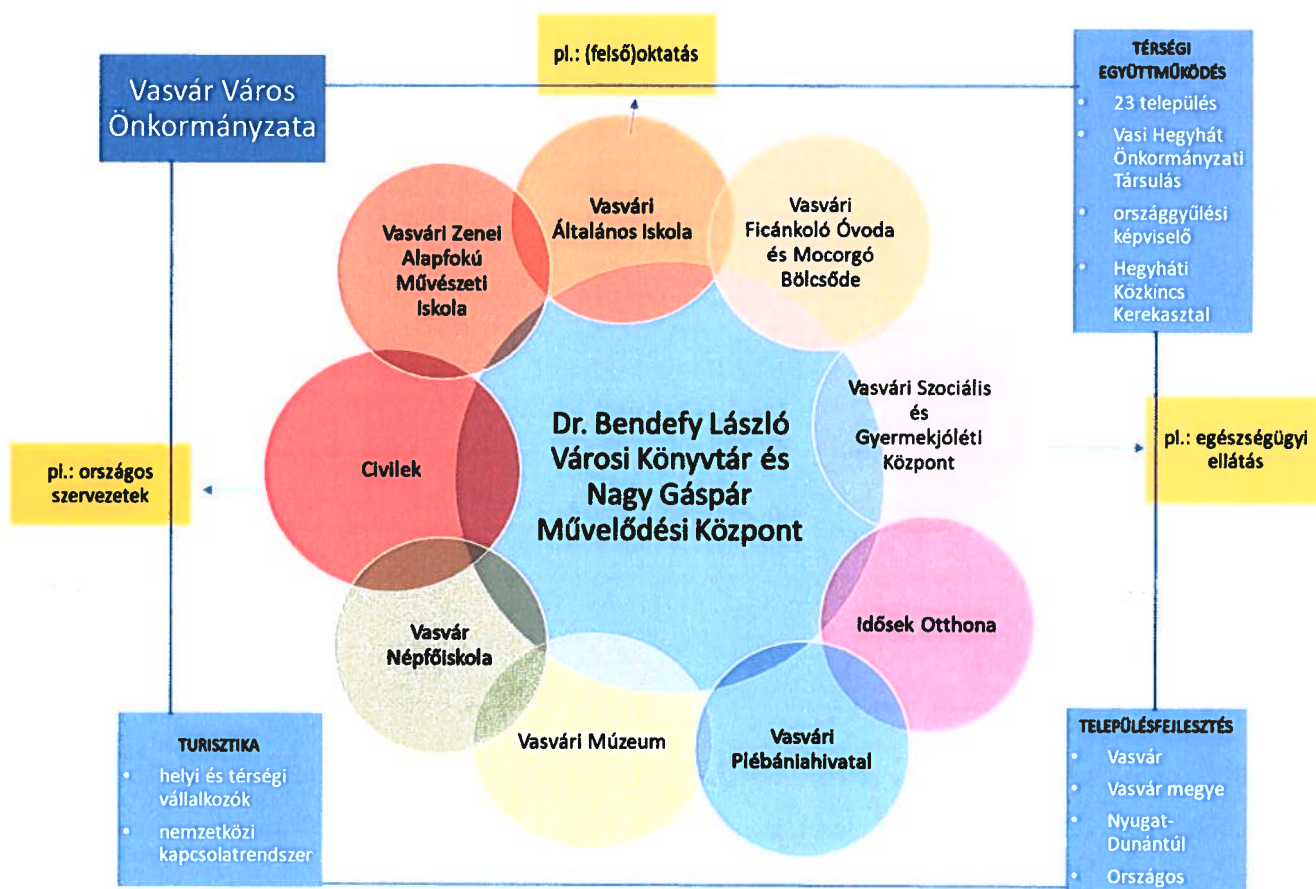 pl.: (felső)oktatás
Vasvár Város
Önkormányzata
TÉRSÉGI
EGYÜTTMŰKÖDÉS
• 23 település
• Vasi Hegyhát
Önkormányzati
Társulás
• országgyűlési
képviselő
• Hegyháti
Közkincs
Kerekasztal
Vasvári
Általános Iskola
Vasvári
Ficánkoló Óvoda
és Mocorgó
Bölcsőde
Vasvári Zenei
Alapfokú
Művészeti
Iskola
Vasvári Szociális
és
Gyermekjóléti
Központ
Dr. Bendefy László
Városi Könyvtár és
Nagy Gáspár
Művelődési Központ
Civilek
pl.: országos
szervezetek
pl.: egészségügyi
ellátás
Idősek Otthona
Vasvár
Népfőiskola
Vasvári Múzeum
Vasvári
Plébániahivatal
TURISZTIKA
• helyi és térségi
vállalkozók
• nemzetközi
kapcsolatrendszer
TELEPÜLÉSFEJLESZTÉS
• Vasvár
• Vasvár megye
• Nyugat-
Dunántúl
• Országos